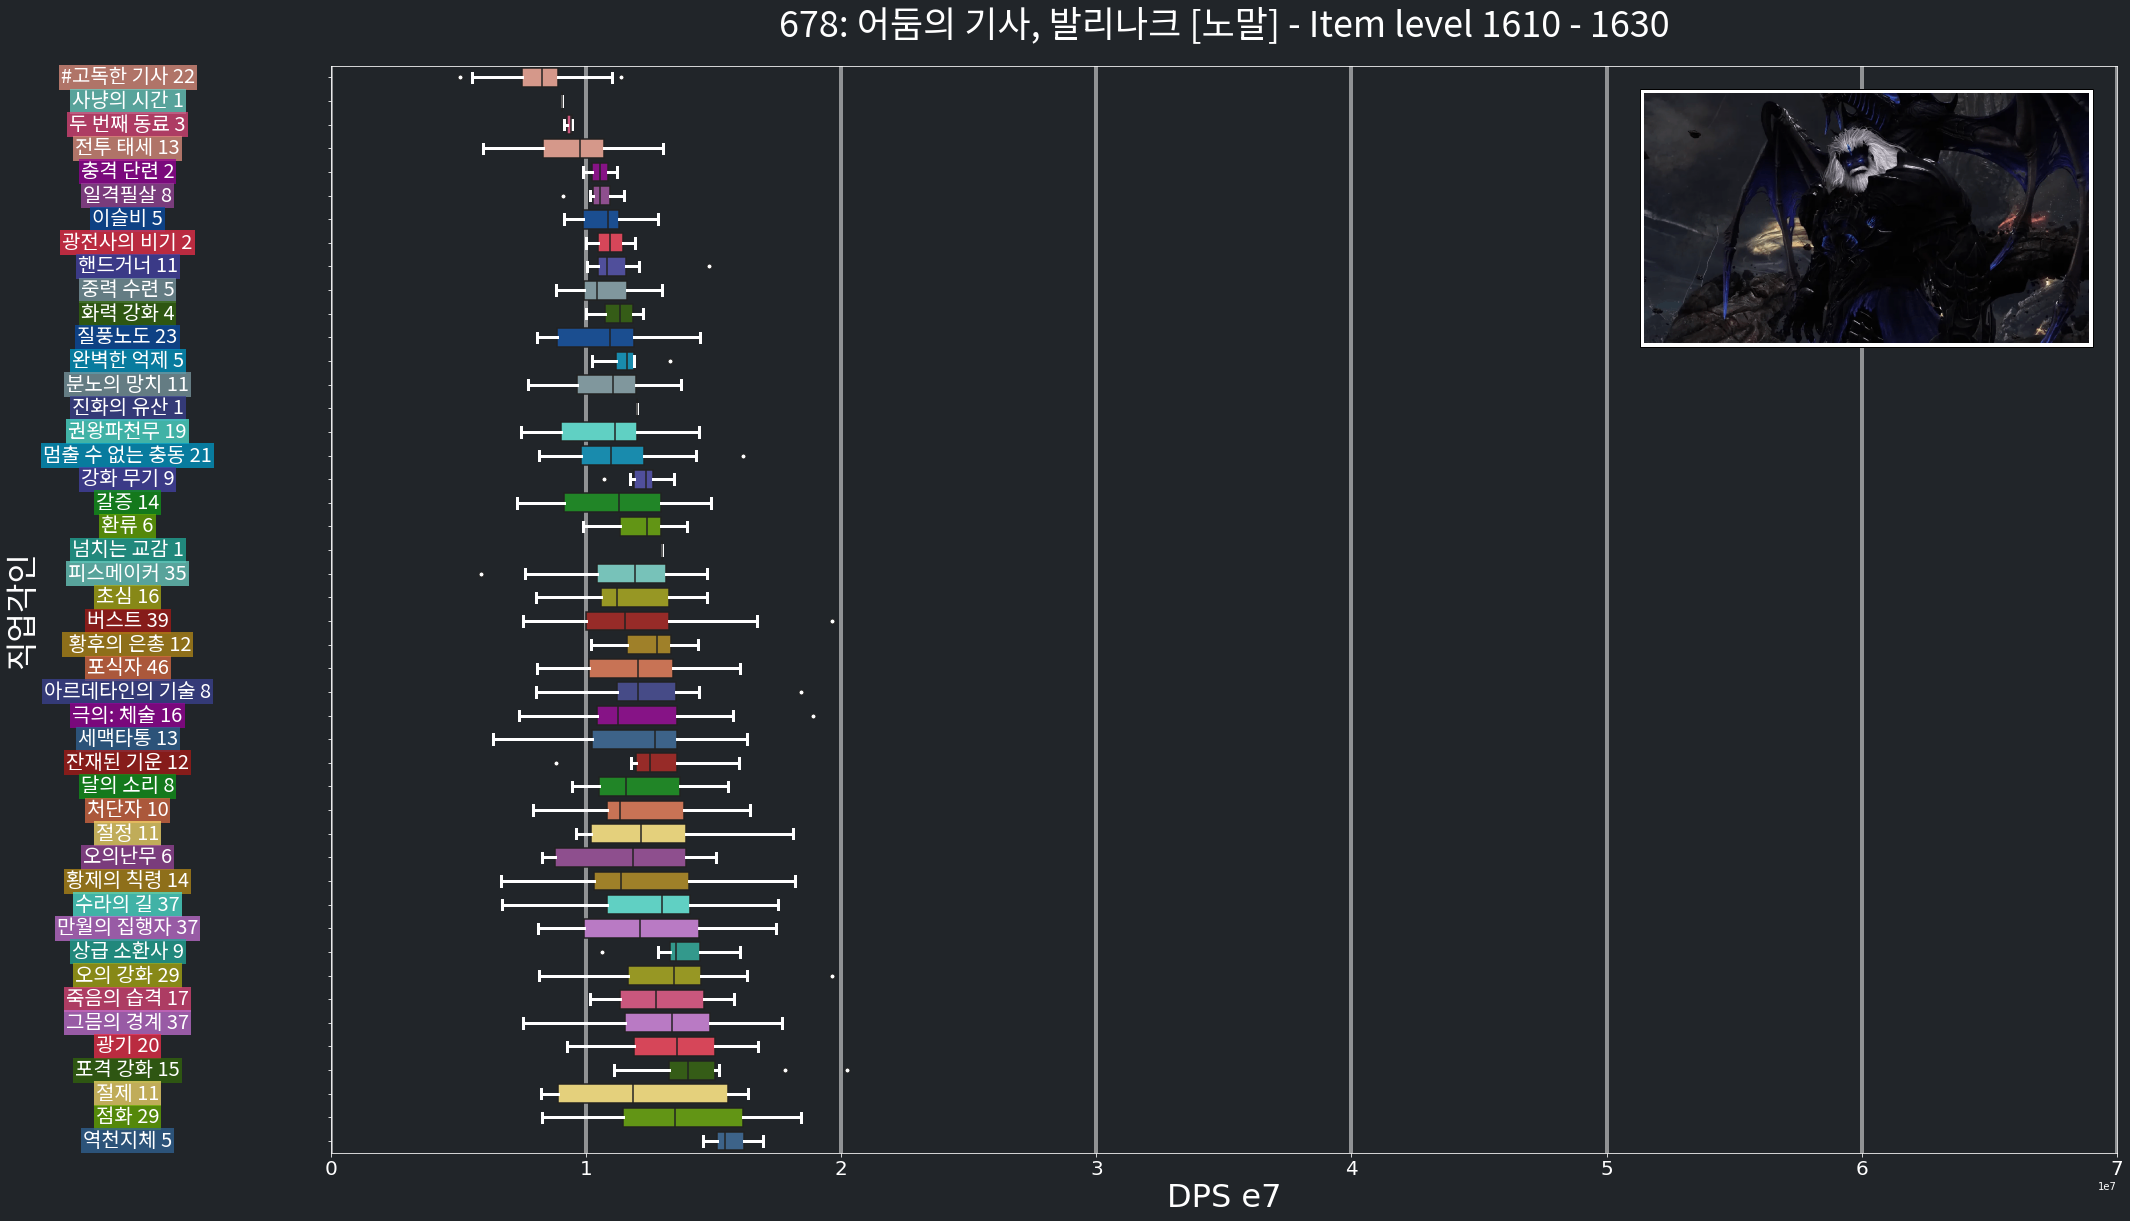 678: 어둠의 기사, 발리나크 [노말] - Item level 1610 - 1630
#고독한 기사 22
사냥의 시간 1
두 번째 동료 3
전투 태세 13
충격 단련 2
일격필살 8
이슬비 5
광전사의 비기 2
핸드거너 11
중력 수련 5
화력 강화 4
질풍노도 23
완벽한 억제 5
분노의 망치 11
진화의 유산 1
권왕파천무 19
멈출 수 없는 충동 21
강화 무기 9
갈증 14
환류 6
넘치는 교감 1
피스메이커 35
초심 16
버스트 39
황후의 은총 12
포식자 46
아르데타인의 기술 8
극의: 체술 16
세맥타통 13
잔재된 기운 12
달의 소리 8
처단자 10
절정 11
오의난무 6
황제의 칙령 14
수라의 길 37
만월의 집행자 37
상급 소환사 9
오의 강화 29
죽음의 습격 17
그믐의 경계 37
광기 20
포격 강화 15
절제 11
점화 29
역천지체 5
직업각인
0 1 2 3 4 5 6 7
1e7
DPS e7